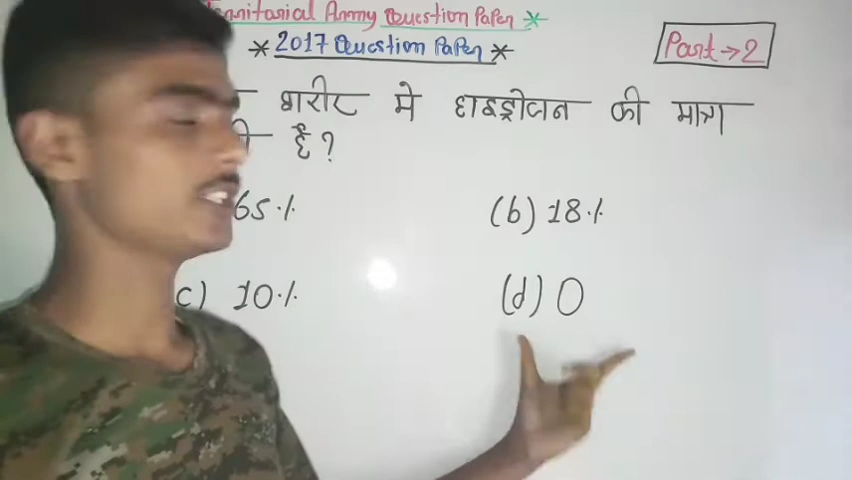 Territorial Army Question Paper *
* 2017 Question Paper *
Part → 2
शरीर मे हाइड्रोजन की मात्रा
है ?
65%
(b) 18%
c) 10%
(d) 0